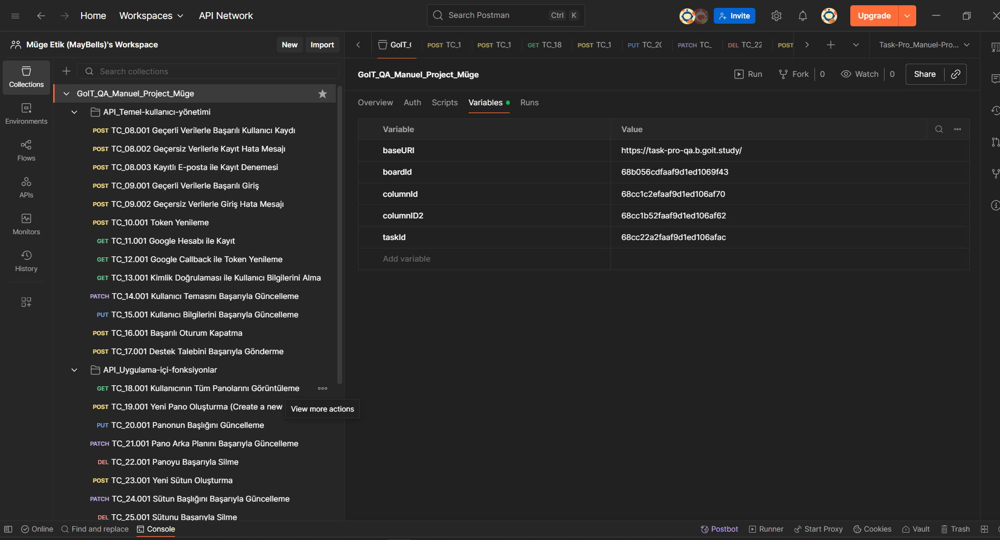 Home
Workspaces
API Network
Search Postman
Ctrl
K
Invite
Upgrade
Müge Etik (MayBells)'s Workspace
New
Import
GoIT_
POST TC_1
POST TC_1
GET TC_18
POST TC_1
PUT TC_2
PATCH TC_
DEL TC_22
POST
Task-Pro_Manuel-Pro...
Collections
Environments
Flows
APIs
Monitors
History
Search collections
GoIT_QA_Manuel_Project_Müge
API_Temel-kullanıcı-yönetimi
POST TC_08.001 Geçerli Verilerle Başarılı Kullanıcı Kaydı
POST TC_08.002 Geçersiz Verilerle Kayıt Hata Mesajı
POST TC_08.003 Kayıtlı E-posta ile Kayıt Denemesi
POST TC_09.001 Geçerli Verilerle Başarılı Giriş
POST TC_09.002 Geçersiz Verilerle Giriş Hata Mesajı
POST TC_10.001 Token Yenileme
GET TC_11.001 Google Hesabı ile Kayıt
GET TC_12.001 Google Callback ile Token Yenileme
GET TC_13.001 Kimlik Doğrulaması ile Kullanıcı Bilgilerini Alma
PATCH TC_14.001 Kullanıcı Temasını Başarıyla Güncelleme
PUT TC_15.001 Kullanıcı Bilgilerini Başarıyla Güncelleme
POST TC_16.001 Başarılı Oturum Kapatma
POST TC_17.001 Destek Talebini Başarıyla Gönderme
API_Uygulama-içi-fonksiyonlar
GET TC_18.001 Kullanıcının Tüm Panolarını Görüntüleme
POST TC_19.001 Yeni Pano Oluşturma (Create a new
View more actions
PUT TC_20.001 Panonun Başlığını Güncelleme
PATCH TC_21.001 Pano Arka Planını Başarıyla Güncelleme
DEL TC_22.001 Panoyu Başarıyla Silme
POST TC_23.001 Yeni Sütun Oluşturma
PATCH TC_24.001 Sütun Başlığını Başarıyla Güncelleme
DEL TC_25.001 Sütunu Başarıyla Silme
GoIT_QA_Manuel_Project_Müge
Run
Fork
0
Watch
0
Share
Overview
Auth
Scripts
Variables
Runs
Variable
Value
baseURl
https://task-pro-qa.b.goit.study/
boardId
68b056cdfaaf9d1ed1069f43
columnId
68cc1c2efaaf9d1ed106af70
columnID2
68cc1b52faaf9d1ed106af62
taskId
68cc22a2faaf9d1ed106afac
Add variable
Online
Find and replace
Console
Postbot
Runner
Start Proxy
Cookies
Vault
Trash